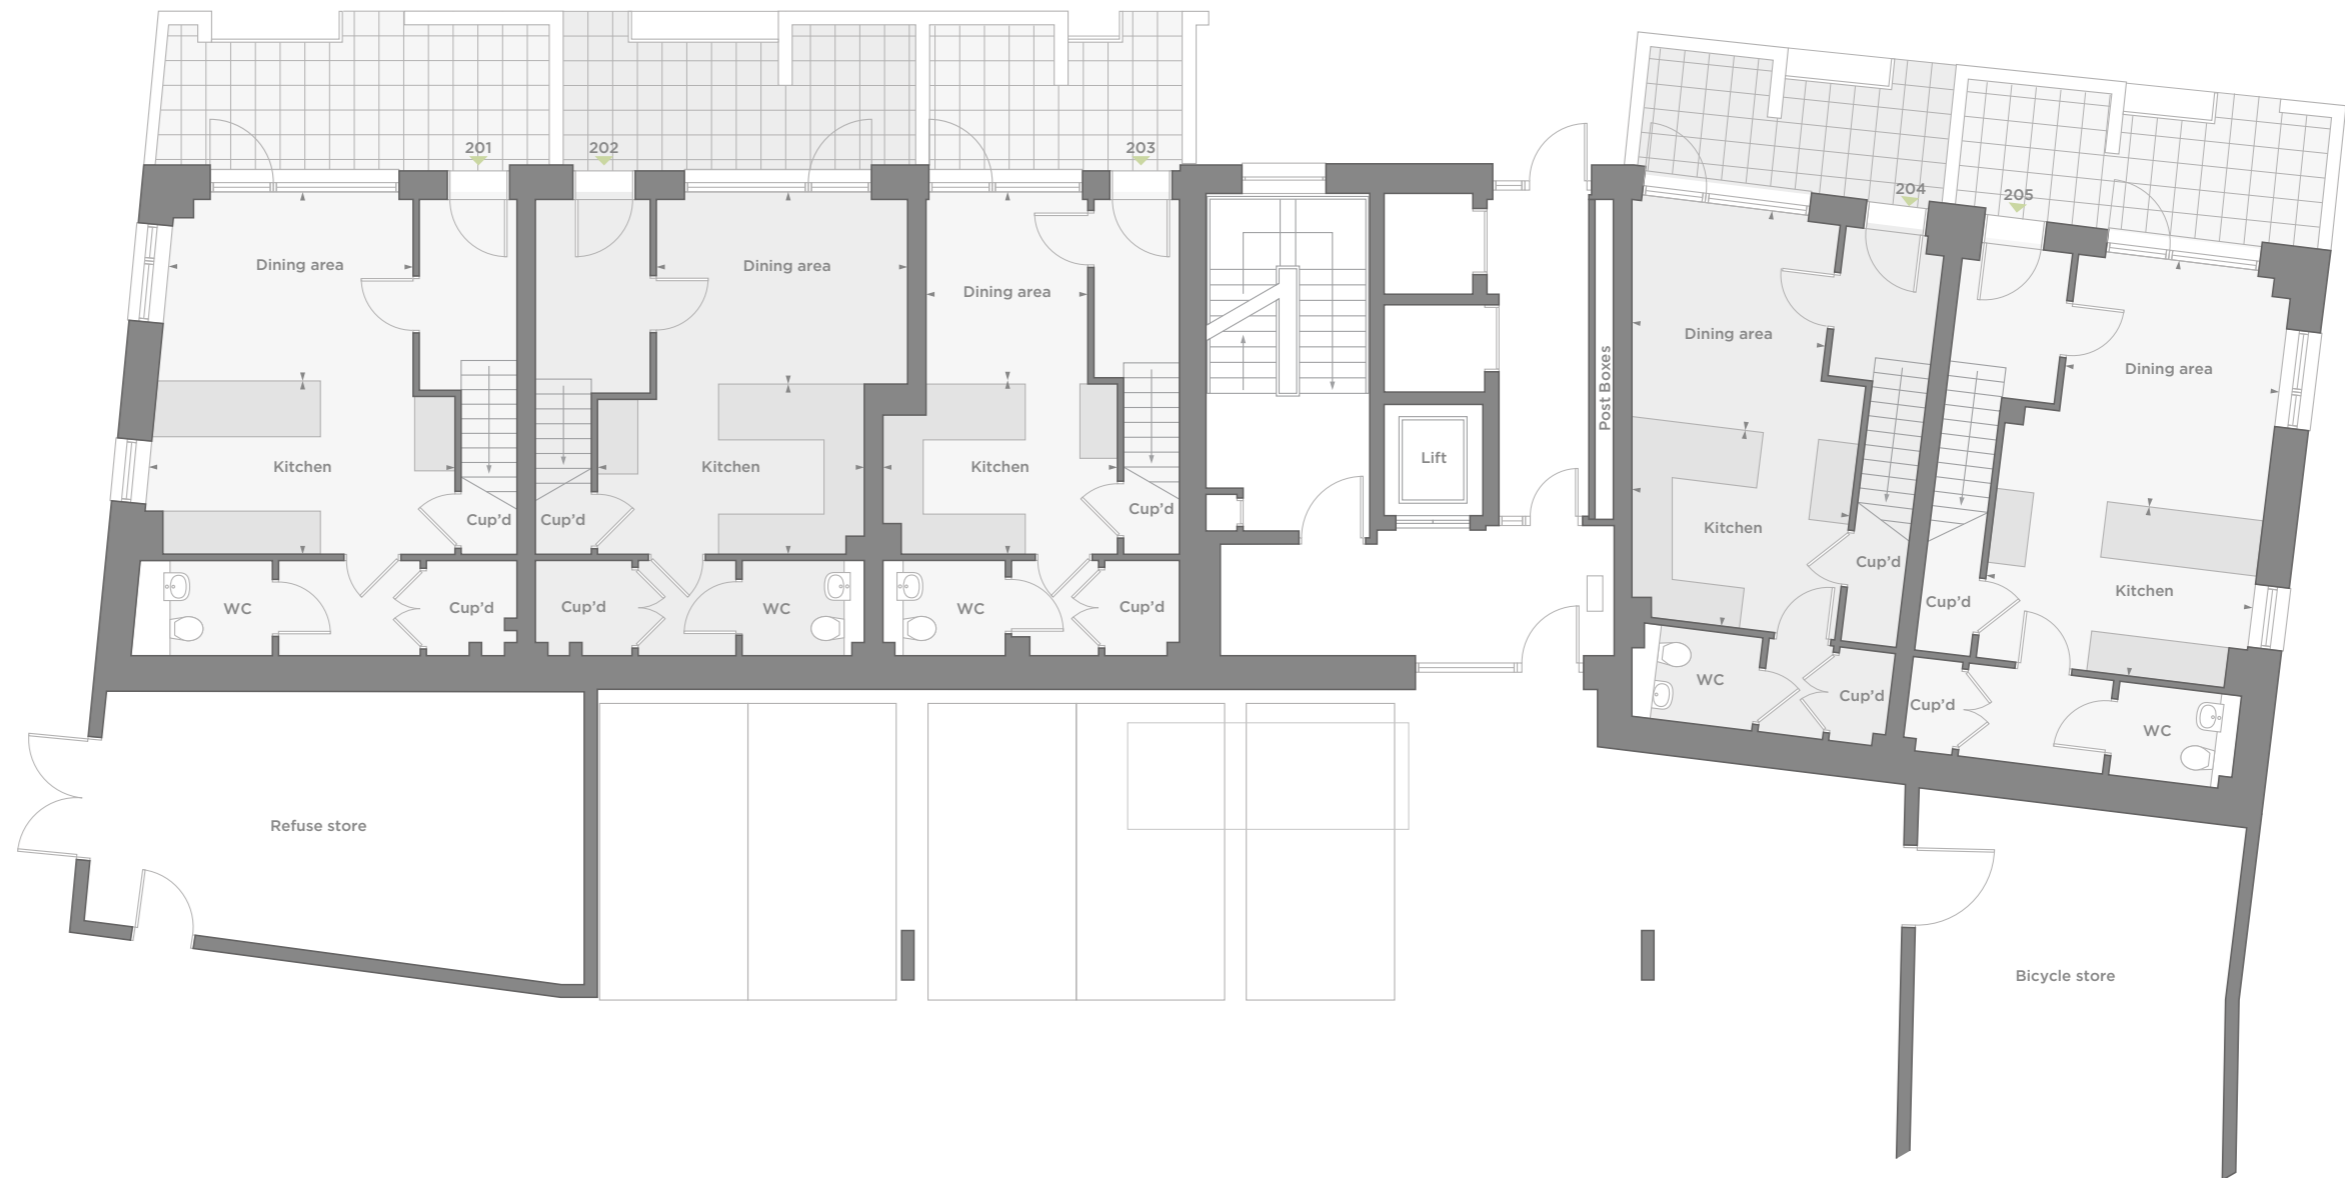 201
202
203
204
205
Dining area
Dining area
Dining area
Dining area
Dining area
Post Boxes
Kitchen
Kitchen
Kitchen
Lift
Kitchen
Kitchen
Cup'd
Cup'd
Cup'd
Cup'd
Cup'd
WC
Cup'd
Cup'd
WC
WC
Cup'd
WC
Cup'd
Cup'd
WC
Refuse store
Bicycle store